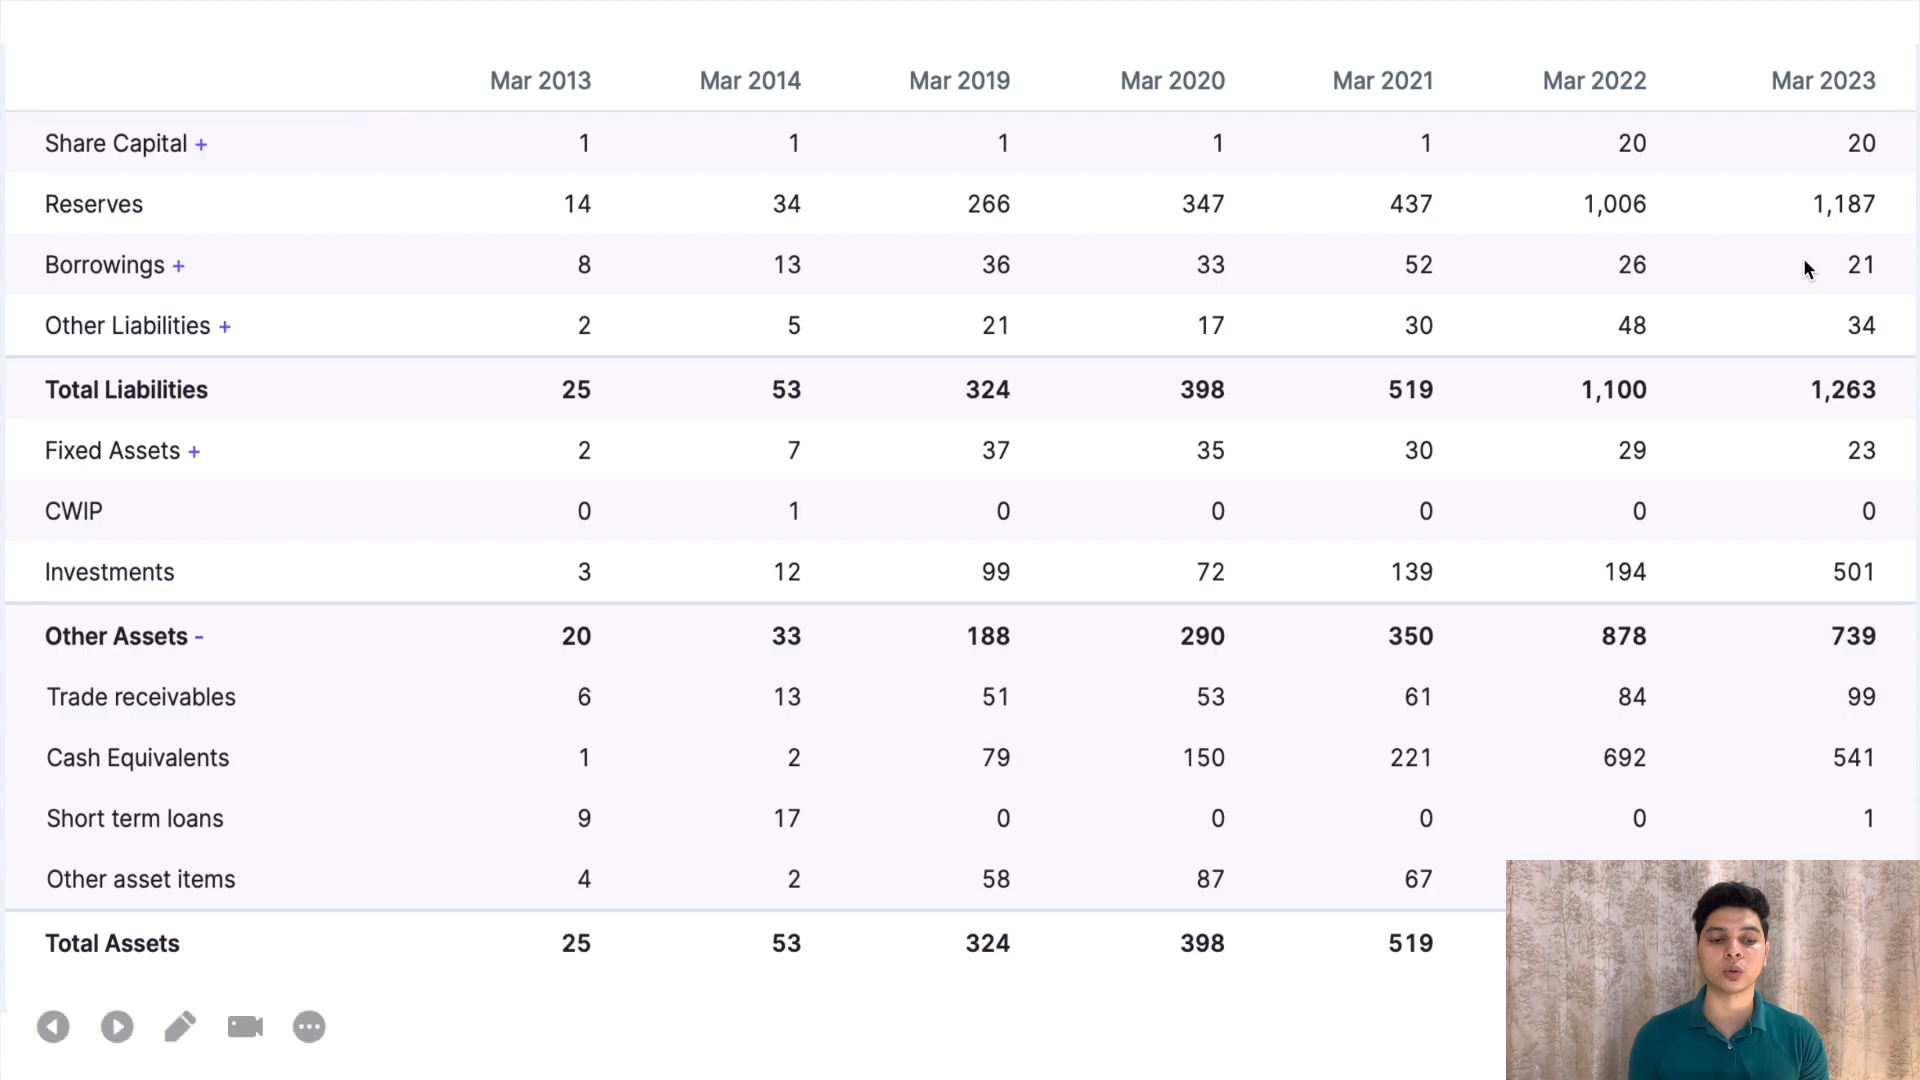 Mar 2013 Mar 2014 Mar 2019 Mar 2020 Mar 2021 Mar 2022 Mar 2023
Share Capital + 1 1 1 1 1 20 20
Reserves 14 34 266 347 437 1,006 1,187
Borrowings + 8 13 36 33 52 26 21
Other Liabilities + 2 5 21 17 30 48 34
Total Liabilities 25 53 324 398 519 1,100 1,263
Fixed Assets + 2 7 37 35 30 29 23
CWIP 0 1 0 0 0 0 0
Investments 3 12 99 72 139 194 501
Other Assets - 20 33 188 290 350 878 739
Trade receivables 6 13 51 53 61 84 99
Cash Equivalents 1 2 79 150 221 692 541
Short term loans 9 17 0 0 0 0 1
Other asset items 4 2 58 87 67
Total Assets 25 53 324 398 519